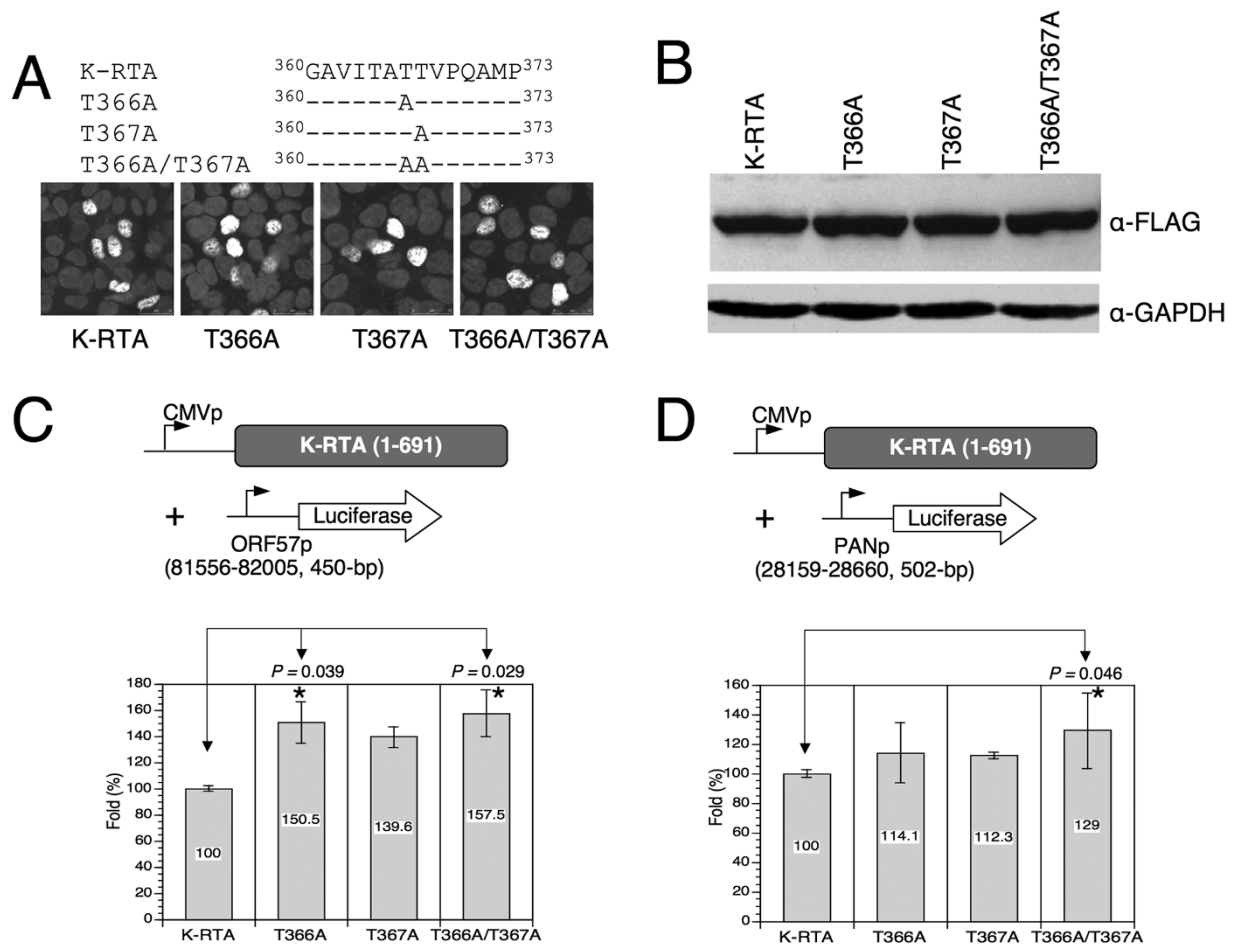 A
K-RTA 360GAVITATTVPQAMP373
T366A 360------A-------373
T367A 360-------A------373
T366A/T367A 360------AA------373
K-RTA T366A T367A T366A/T367A
B
K-RTA T366A T367A T366A/T367A
α-FLAG
α-GAPDH
C
CMVp
K-RTA (1-691)
+ Luciferase
ORF57p
(81556-82005, 450-bp)
P = 0.039 P = 0.029
* *
Fold (%)
180
160
140
120
100
80
60
40
20
0
100 150.5 139.6 157.5
K-RTA T366A T367A T366A/T367A
D
CMVp
K-RTA (1-691)
+ Luciferase
PANp
(28159-28660, 502-bp)
P = 0.046
*
Fold (%)
160
140
120
100
80
60
40
20
0
100 114.1 112.3 129
K-RTA T366A T367A T366A/T367A